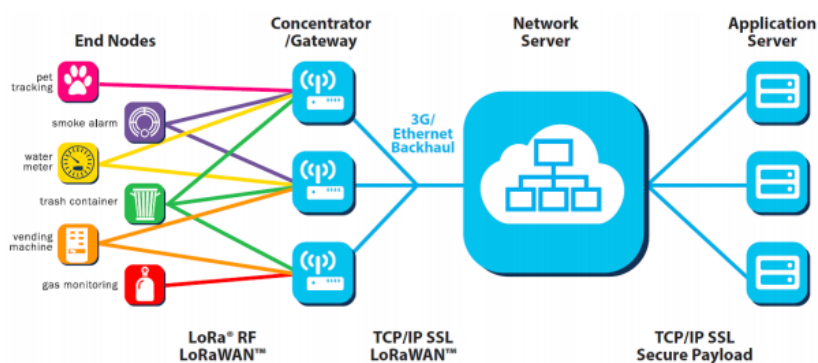 End Nodes
Concentrator
/Gateway
Network
Server
Application
Server
pet
tracking
smoke alarm
water
meter
trash container
vending
machine
gas monitoring
3G/
Ethernet
Backhaul
LoRa® RF
LoRaWAN™
TCP/IP SSL
LoRaWAN™
TCP/IP SSL
Secure Payload